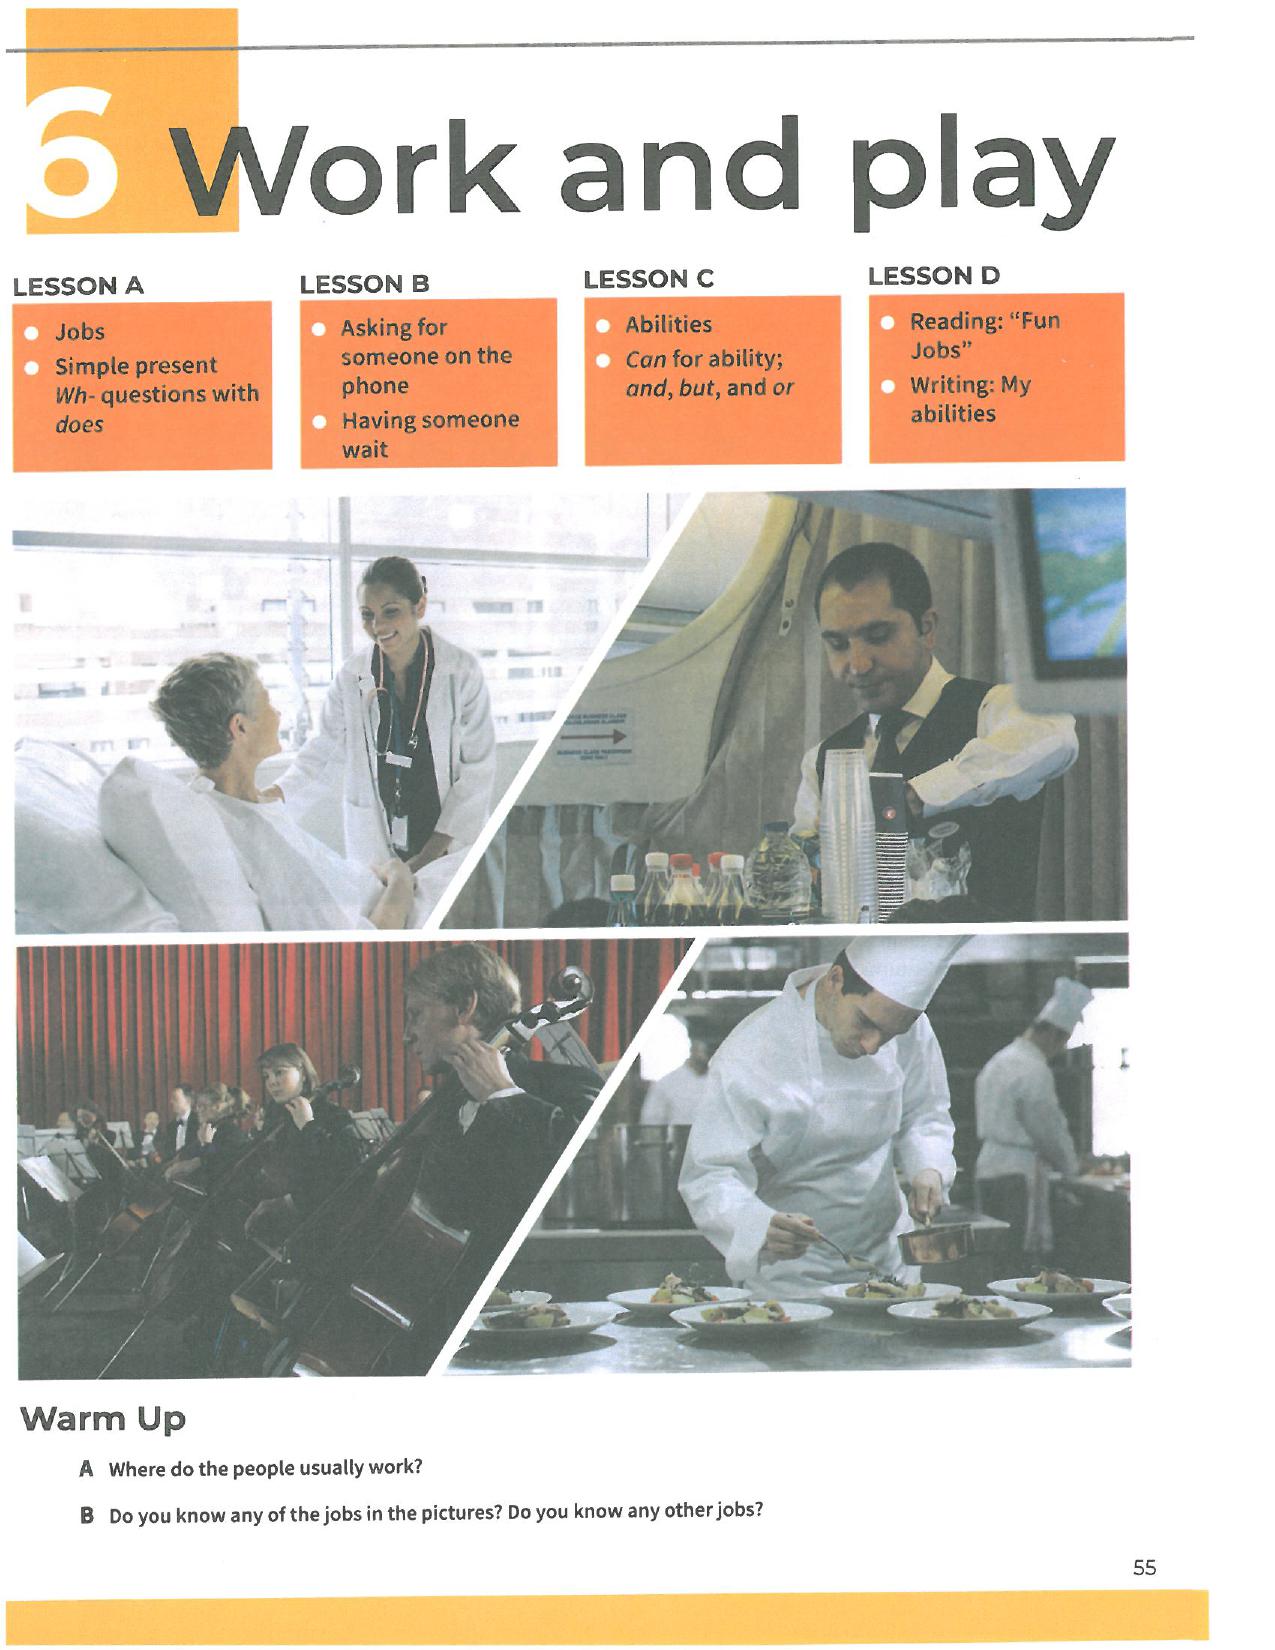 6 Work and play
LESSON A
• Jobs
• Simple present
Wh- questions with
does
LESSON B
• Asking for
someone on the
phone
• Having someone
wait
LESSON C
• Abilities
• Can for ability;
and, but, and or
LESSON D
• Reading: “Fun
Jobs”
• Writing: My
abilities
Warm Up
A Where do the people usually work?
B Do you know any of the jobs in the pictures? Do you know any other jobs?
55